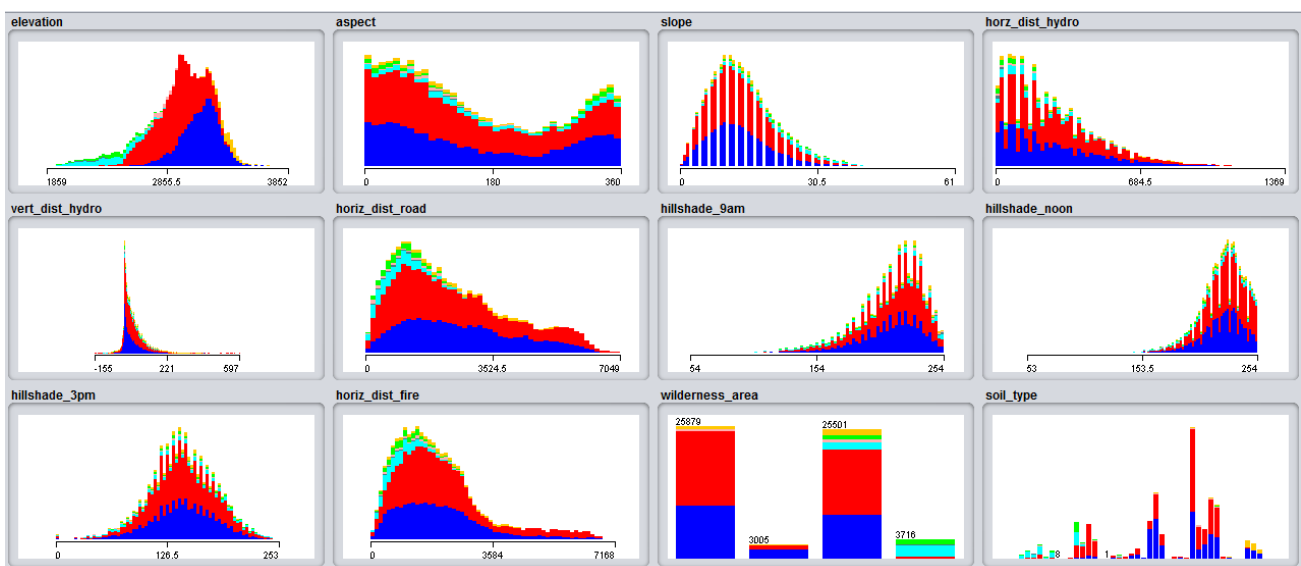 elevation aspect slope horz_dist_hydro
1859 2855.5 3852 0 180 360 0 30.5 61 0 684.5 1369
vert_dist_hydro horiz_dist_road hillshade_9am hillshade_noon
-155 221 597 0 3524.5 7049 54 154 254 53 153.5 254
hillshade_3pm horiz_dist_fire wilderness_area soil_type
25879 3005 25501 3716 8 1
0 126.5 253 0 3584 7168